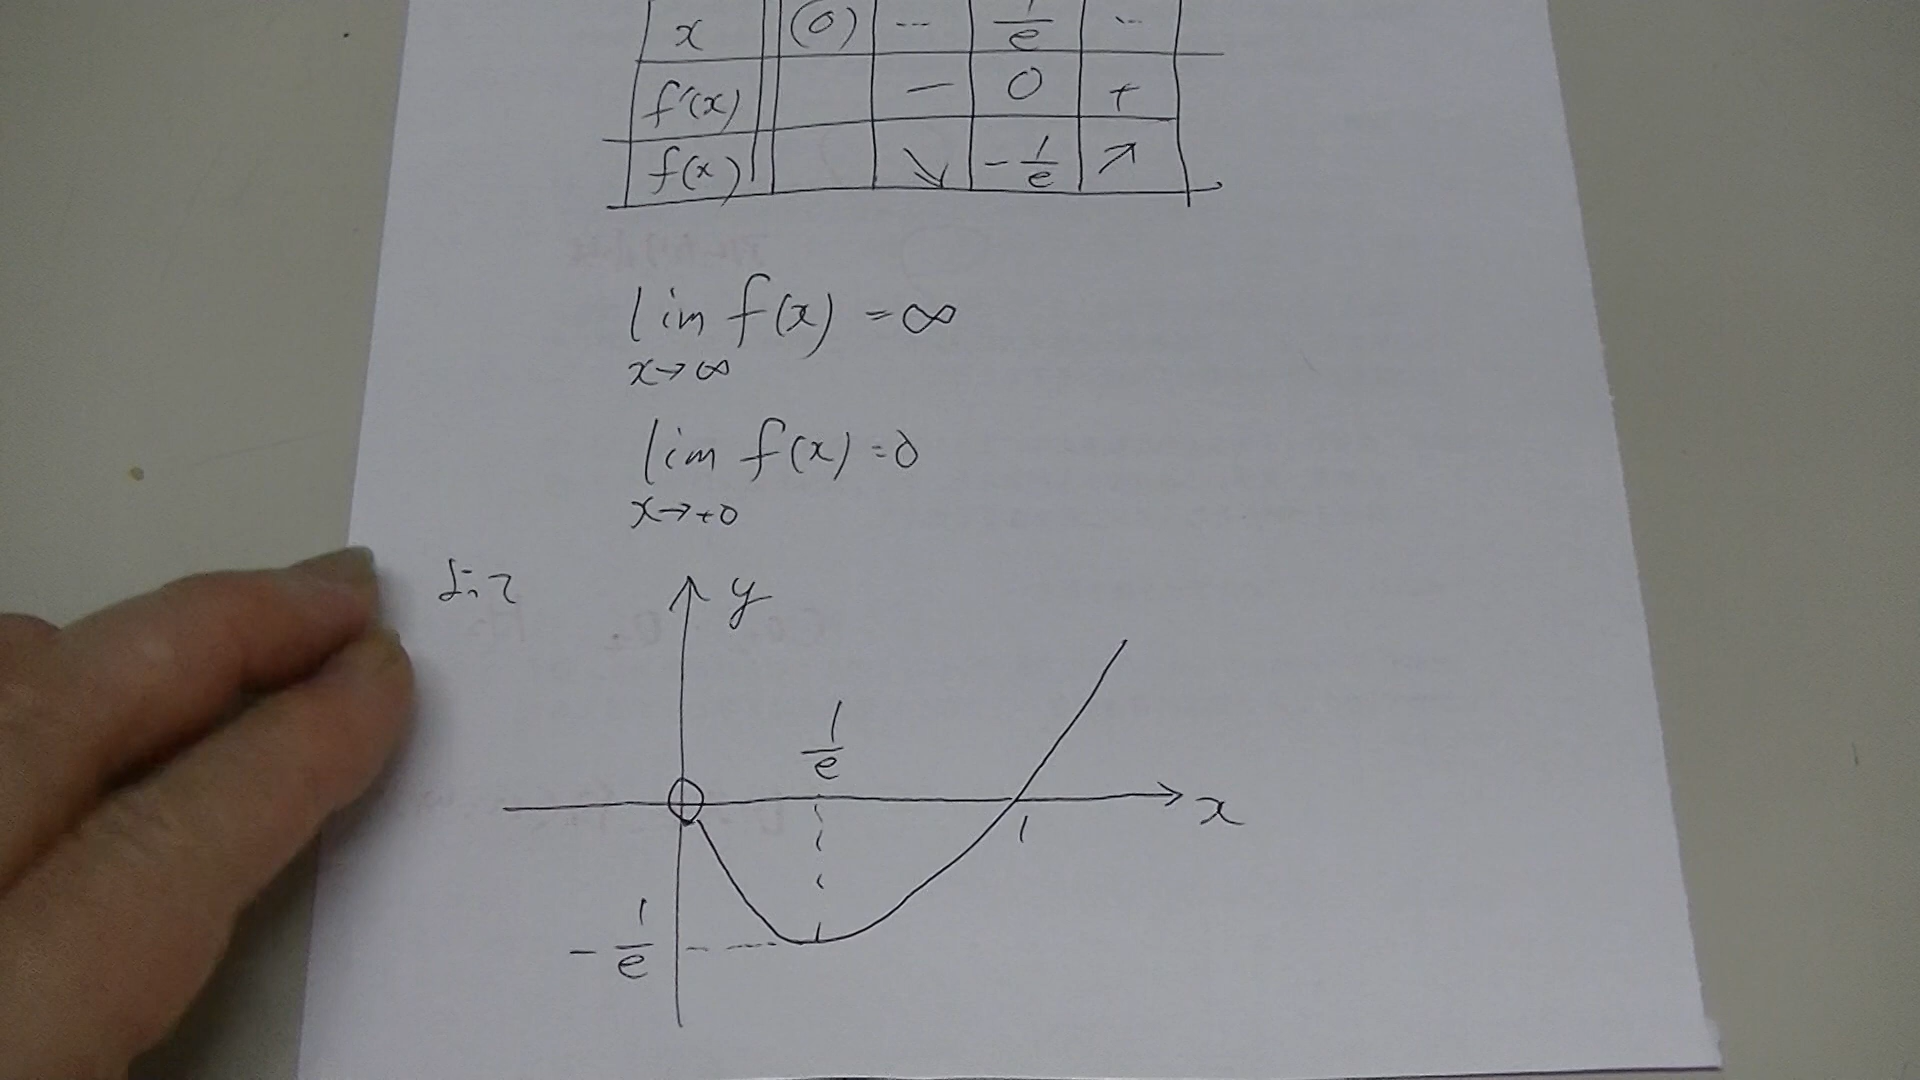 x (0) … 1/e …
f'(x) − 0 +
f(x) ↘ −1/e ↗
lim f(x) = ∞
x→∞
lim f(x) = 0
x→+0
よって
y
1/e
x
1
−1/e